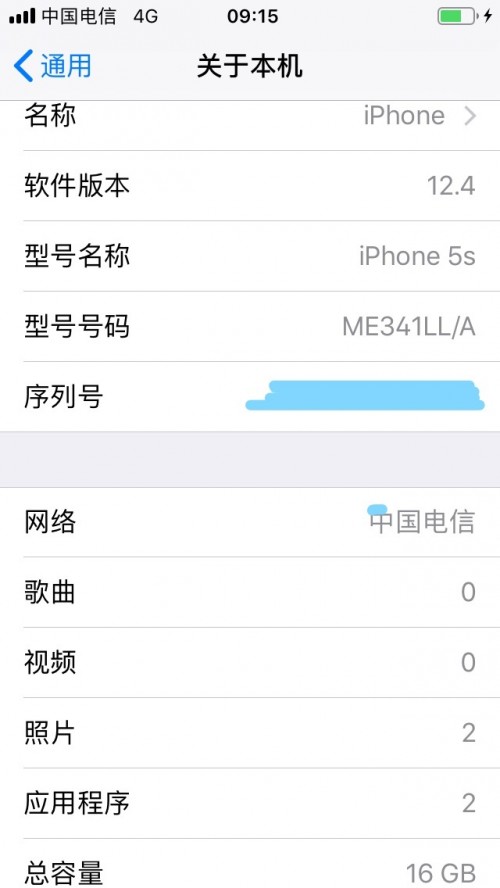 中国电信 4G 09:15
通用 关于本机
名称 iPhone
软件版本 12.4
型号名称 iPhone 5s
型号号码 ME341LL/A
序列号
网络 中国电信
歌曲 0
视频 0
照片 2
应用程序 2
总容量 16 GB